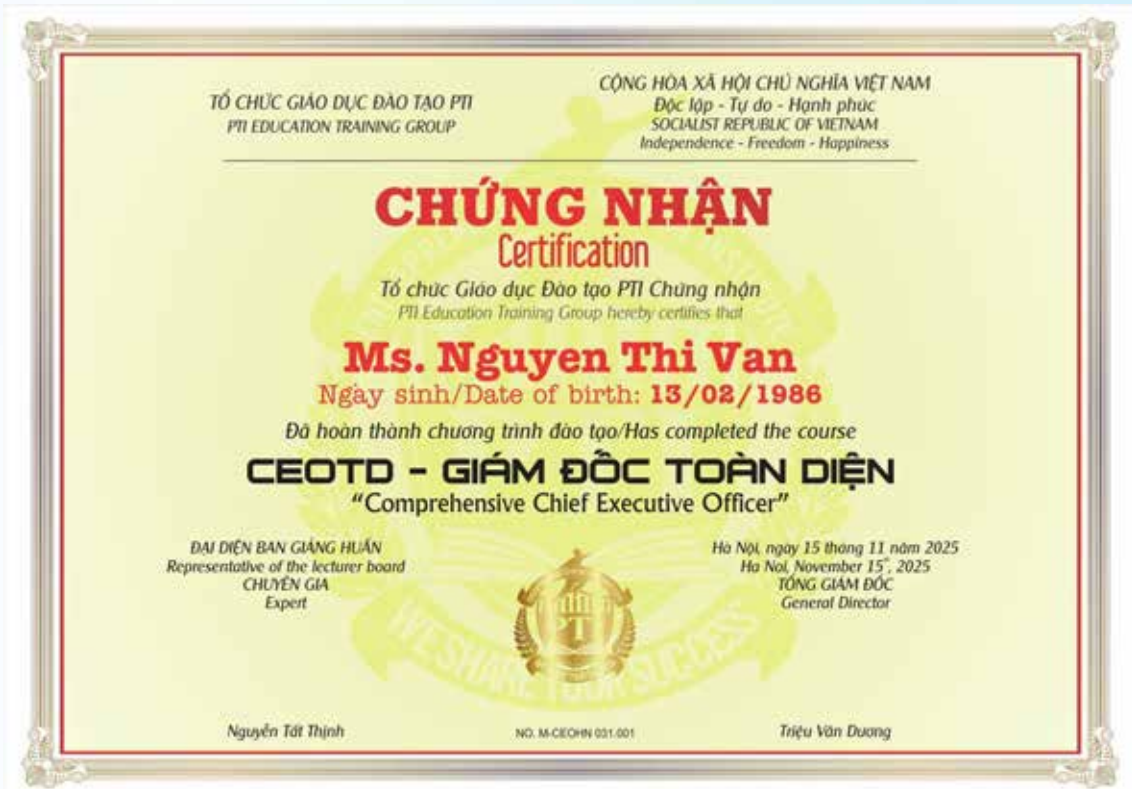 TỔ CHỨC GIÁO DỤC ĐÀO TẠO PTI
PTI EDUCATION TRAINING GROUP
CỘNG HÒA XÃ HỘI CHỦ NGHĨA VIỆT NAM
Độc lập - Tự do - Hạnh phúc
SOCIALIST REPUBLIC OF VIETNAM
Independence - Freedom - Happiness
CHỨNG NHẬN
Certification
Tổ chức Giáo dục Đào tạo PTI Chứng nhận
PTI Education Training Group hereby certifies that
Ms. Nguyen Thi Van
Ngày sinh/Date of birth: 13/02/1986
Đã hoàn thành chương trình đào tạo/Has completed the course
CEOTD - GIÁM ĐỐC TOÀN DIỆN
“Comprehensive Chief Executive Officer”
ĐẠI DIỆN BAN GIẢNG HUẤN
Representative of the lecturer board
CHUYÊN GIA
Expert
Hà Nội, ngày 15 tháng 11 năm 2025
Ha Noi, November 15, 2025
TỔNG GIÁM ĐỐC
General Director
PTI
WE SHARE YOUR SUCCESS
Nguyễn Tất Thịnh
NO. M-CEOHN 031.001
Triệu Văn Dương